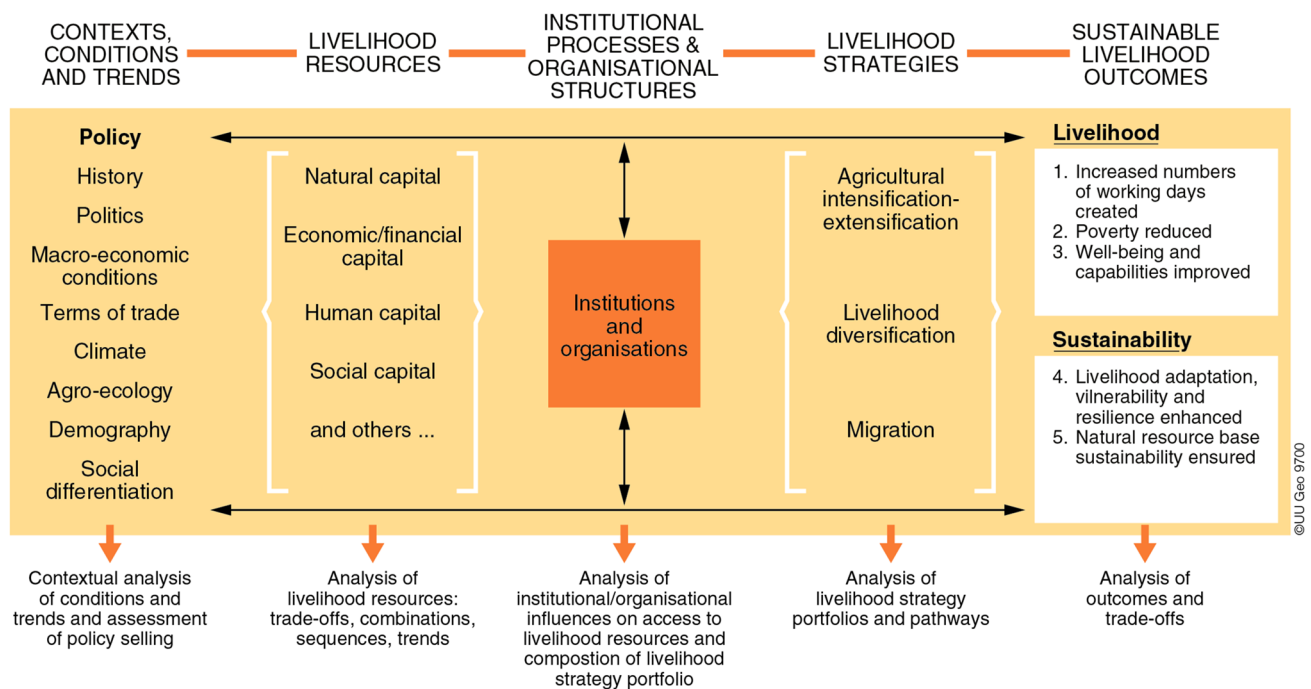 CONTEXTS,
CONDITIONS
AND TRENDS
LIVELIHOOD
RESOURCES
INSTITUTIONAL
PROCESSES &
ORGANISATIONAL
STRUCTURES
LIVELIHOOD
STRATEGIES
SUSTAINABLE
LIVELIHOOD
OUTCOMES
Policy
History
Politics
Macro-economic
conditions
Terms of trade
Climate
Agro-ecology
Demography
Social
differentiation
Natural capital
Economic/financial
capital
Human capital
Social capital
and others ...
Institutions
and
organisations
Agricultural
intensification-
extensification
Livelihood
diversification
Migration
Livelihood
1. Increased numbers
of working days
created
2. Poverty reduced
3. Well-being and
capabilities improved
Sustainability
4. Livelihood adaptation,
vilnerability and
resilience enhanced
5. Natural resource base
sustainability ensured
©UU Geo 9700
Contextual analysis
of conditions and
trends and assessment
of policy selling
Analysis of
livelihood resources:
trade-offs, combinations,
sequences, trends
Analysis of
institutional/organisational
influences on access to
livelihood resources and
compostion of livelihood
strategy portfolio
Analysis of
livelihood strategy
portfolios and pathways
Analysis of
outcomes and
trade-offs